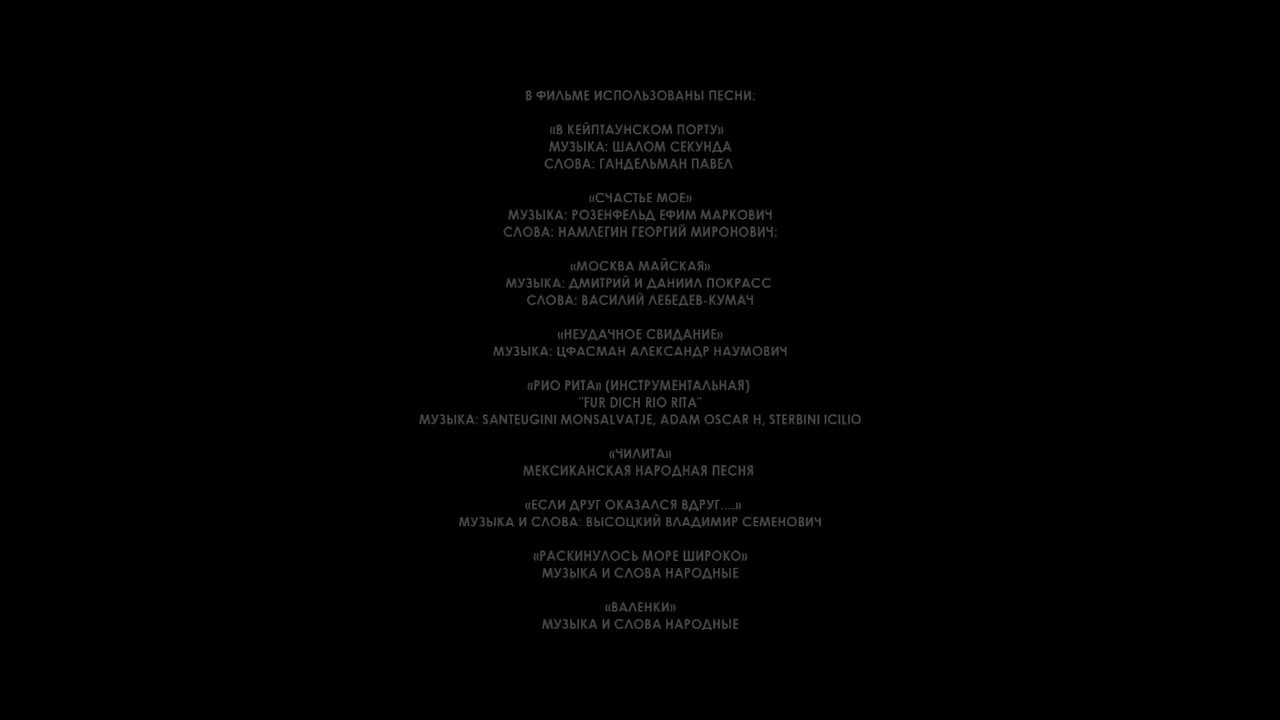 В ФИЛЬМЕ ИСПОЛЬЗОВАНЫ ПЕСНИ:
«В КЕЙПТАУНСКОМ ПОРТУ»
МУЗЫКА: ШАЛОМ СЕКУНДА
СЛОВА: ГАНДЕЛЬМАН ПАВЕЛ
«СЧАСТЬЕ МОЕ»
МУЗЫКА: РОЗЕНФЕЛЬД ЕФИМ МАРКОВИЧ
СЛОВА: НАМЛЕГИН ГЕОРГИЙ МИРОНОВИЧ:
«МОСКВА МАЙСКАЯ»
МУЗЫКА: ДМИТРИЙ И ДАНИИЛ ПОКРАСС
СЛОВА: ВАСИЛИЙ ЛЕБЕДЕВ-КУМАЧ
«НЕУДАЧНОЕ СВИДАНИЕ»
МУЗЫКА: ЦФАСМАН АЛЕКСАНДР НАУМОВИЧ
«РИО РИТА» (ИНСТРУМЕНТАЛЬНАЯ)
"FUR DICH RIO RITA"
МУЗЫКА: SANTEUGINI MONSALVATJE, ADAM OSCAR H, STERBINI ICILIO
«ЧИЛИТА»
МЕКСИКАНСКАЯ НАРОДНАЯ ПЕСНЯ
«ЕСЛИ ДРУГ ОКАЗАЛСЯ ВДРУГ....»
МУЗЫКА И СЛОВА: ВЫСОЦКИЙ ВЛАДИМИР СЕМЕНОВИЧ
«РАСКИНУЛОСЬ МОРЕ ШИРОКО»
МУЗЫКА И СЛОВА НАРОДНЫЕ
«ВАЛЕНКИ»
МУЗЫКА И СЛОВА НАРОДНЫЕ